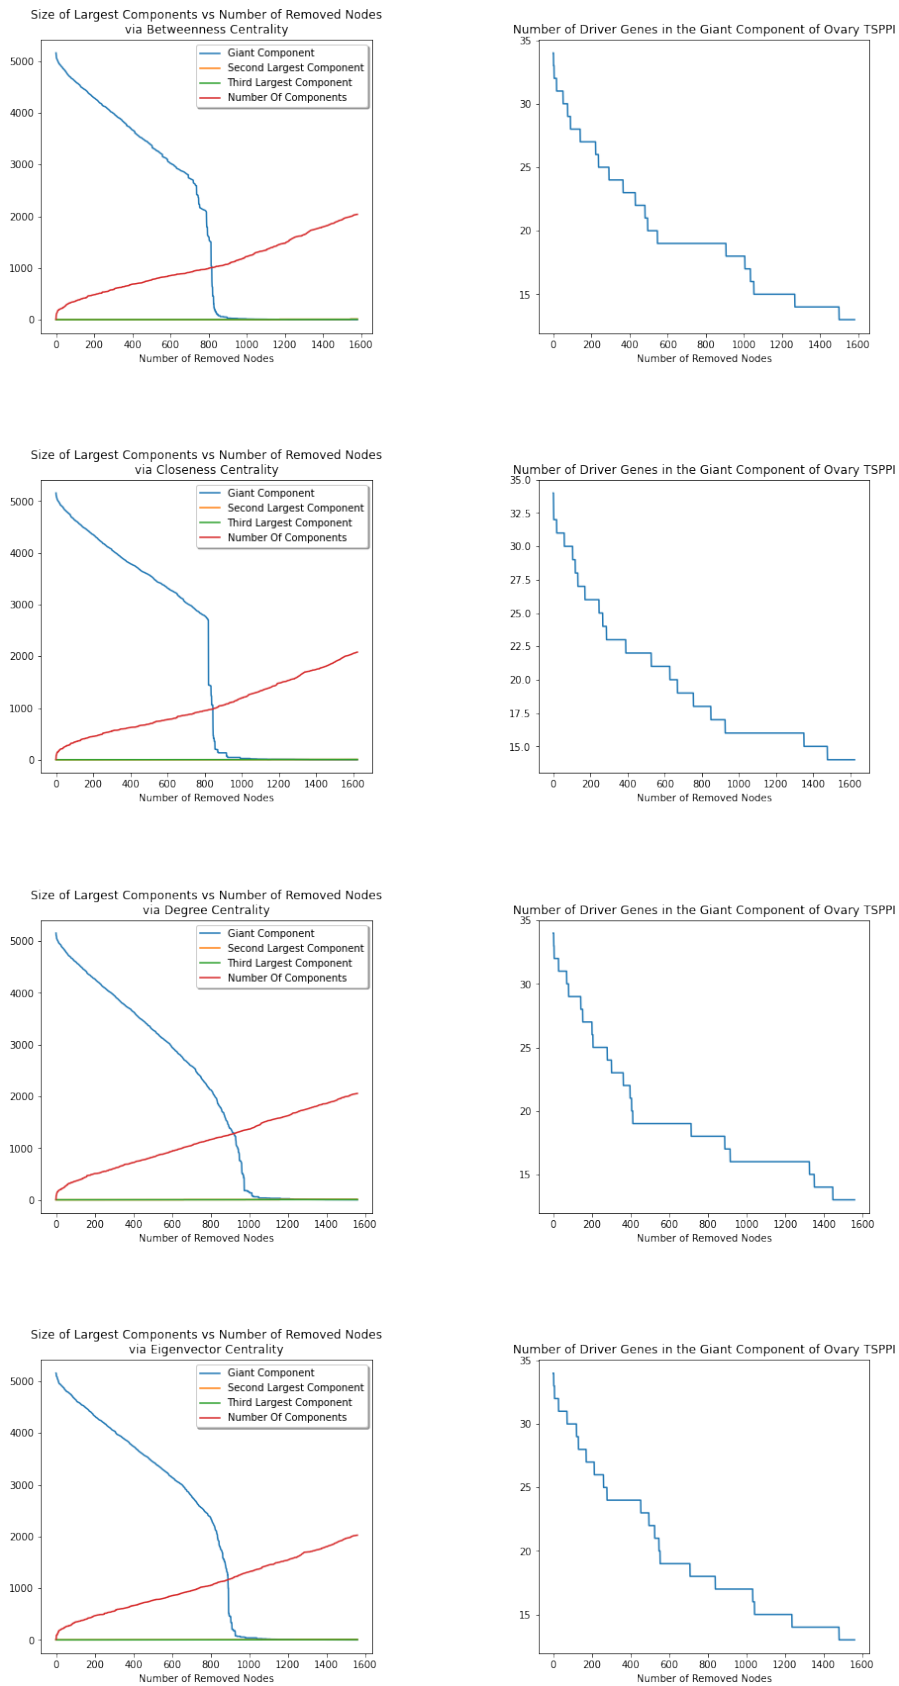 Size of Largest Components vs Number of Removed Nodes
via Betweenness Centrality
Giant Component
Second Largest Component
Third Largest Component
Number Of Components
5000
4000
3000
2000
1000
0
0 200 400 600 800 1000 1200 1400 1600
Number of Removed Nodes
Number of Driver Genes in the Giant Component of Ovary TSPPI
35
30
25
20
15
0 200 400 600 800 1000 1200 1400 1600
Number of Removed Nodes
Size of Largest Components vs Number of Removed Nodes
via Closeness Centrality
Giant Component
Second Largest Component
Third Largest Component
Number Of Components
5000
4000
3000
2000
1000
0
0 200 400 600 800 1000 1200 1400 1600
Number of Removed Nodes
Number of Driver Genes in the Giant Component of Ovary TSPPI
35.0
32.5
30.0
27.5
25.0
22.5
20.0
17.5
15.0
0 200 400 600 800 1000 1200 1400 1600
Number of Removed Nodes
Size of Largest Components vs Number of Removed Nodes
via Degree Centrality
Giant Component
Second Largest Component
Third Largest Component
Number Of Components
5000
4000
3000
2000
1000
0
0 200 400 600 800 1000 1200 1400 1600
Number of Removed Nodes
Number of Driver Genes in the Giant Component of Ovary TSPPI
35
30
25
20
15
0 200 400 600 800 1000 1200 1400 1600
Number of Removed Nodes
Size of Largest Components vs Number of Removed Nodes
via Eigenvector Centrality
Giant Component
Second Largest Component
Third Largest Component
Number Of Components
5000
4000
3000
2000
1000
0
0 200 400 600 800 1000 1200 1400 1600
Number of Removed Nodes
Number of Driver Genes in the Giant Component of Ovary TSPPI
35
30
25
20
15
0 200 400 600 800 1000 1200 1400 1600
Number of Removed Nodes